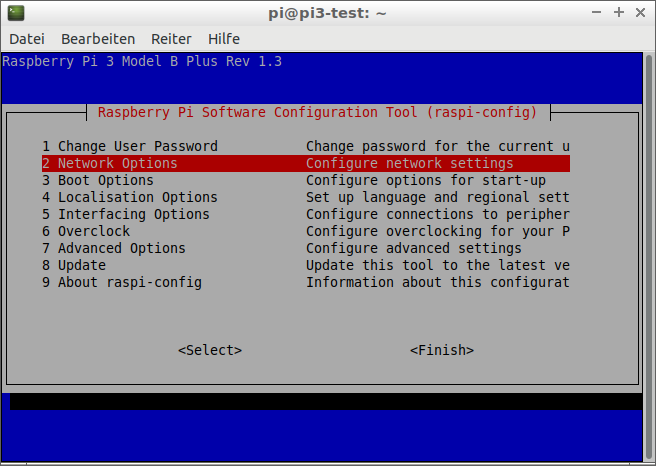 pi@pi3-test: ~
Datei Bearbeiten Reiter Hilfe
Raspberry Pi 3 Model B Plus Rev 1.3
Raspberry Pi Software Configuration Tool (raspi-config)
1 Change User Password Change password for the current u
2 Network Options Configure network settings
3 Boot Options Configure options for start-up
4 Localisation Options Set up language and regional sett
5 Interfacing Options Configure connections to peripher
6 Overclock Configure overclocking for your P
7 Advanced Options Configure advanced settings
8 Update Update this tool to the latest ve
9 About raspi-config Information about this configurat
<Select> <Finish>